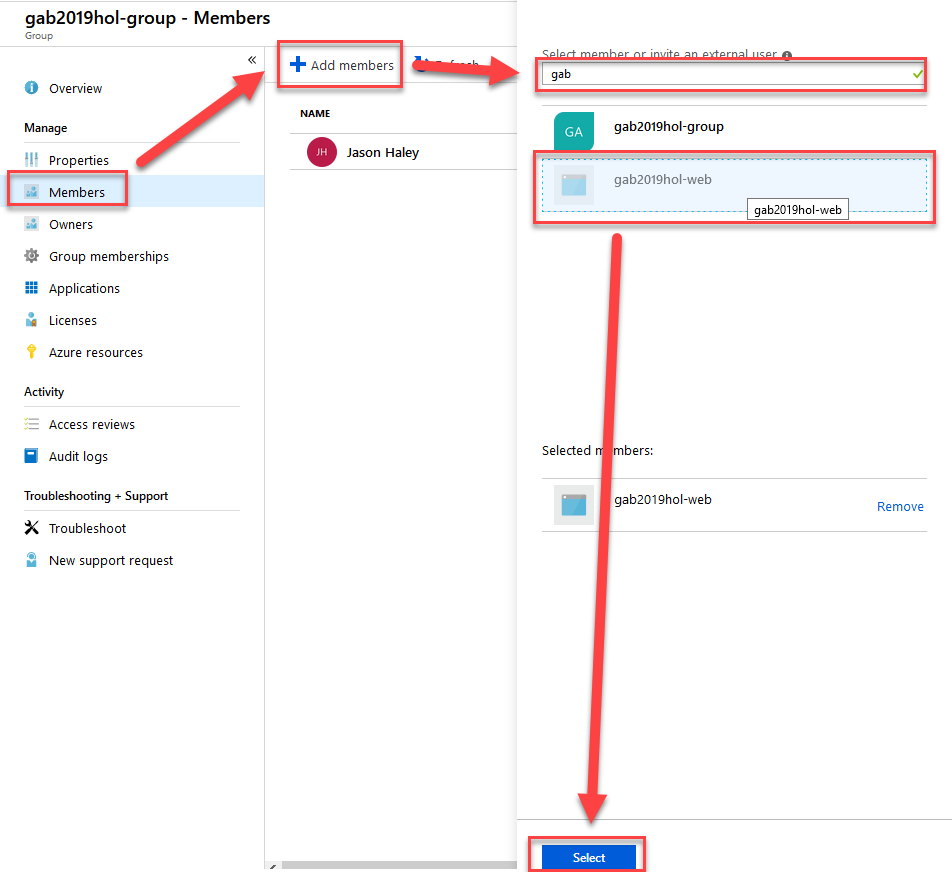 gab2019hol-group - Members
Group
«
Overview
Manage
Properties
Members
Owners
Group memberships
Applications
Licenses
Azure resources
Activity
Access reviews
Audit logs
Troubleshooting + Support
Troubleshoot
New support request
Add members
Refresh
NAME
JH Jason Haley
Select member or invite an external user
gab
GA gab2019hol-group
gab2019hol-web
gab2019hol-web
Selected members:
gab2019hol-web
Remove
Select